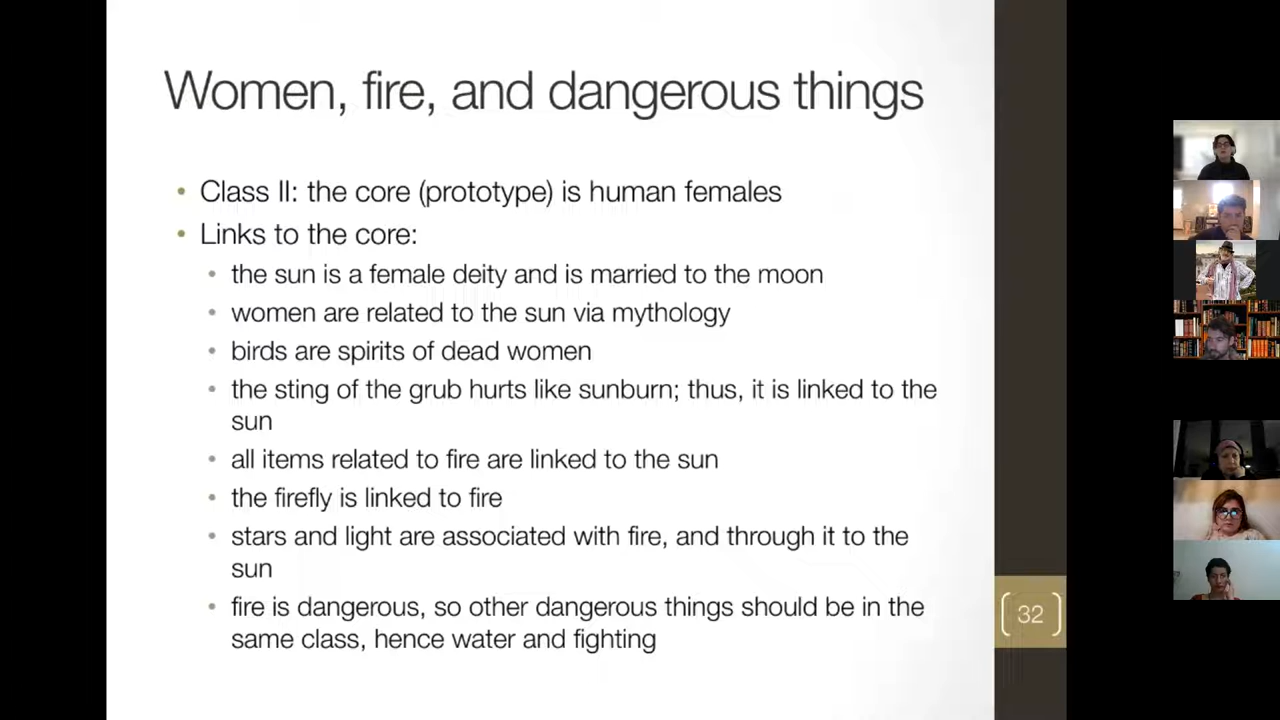 Women, fire, and dangerous things
• Class II: the core (prototype) is human females
• Links to the core:
• the sun is a female deity and is married to the moon
• women are related to the sun via mythology
• birds are spirits of dead women
• the sting of the grub hurts like sunburn; thus, it is linked to the
sun
• all items related to fire are linked to the sun
• the firefly is linked to fire
• stars and light are associated with fire, and through it to the
sun
• fire is dangerous, so other dangerous things should be in the
same class, hence water and fighting
32